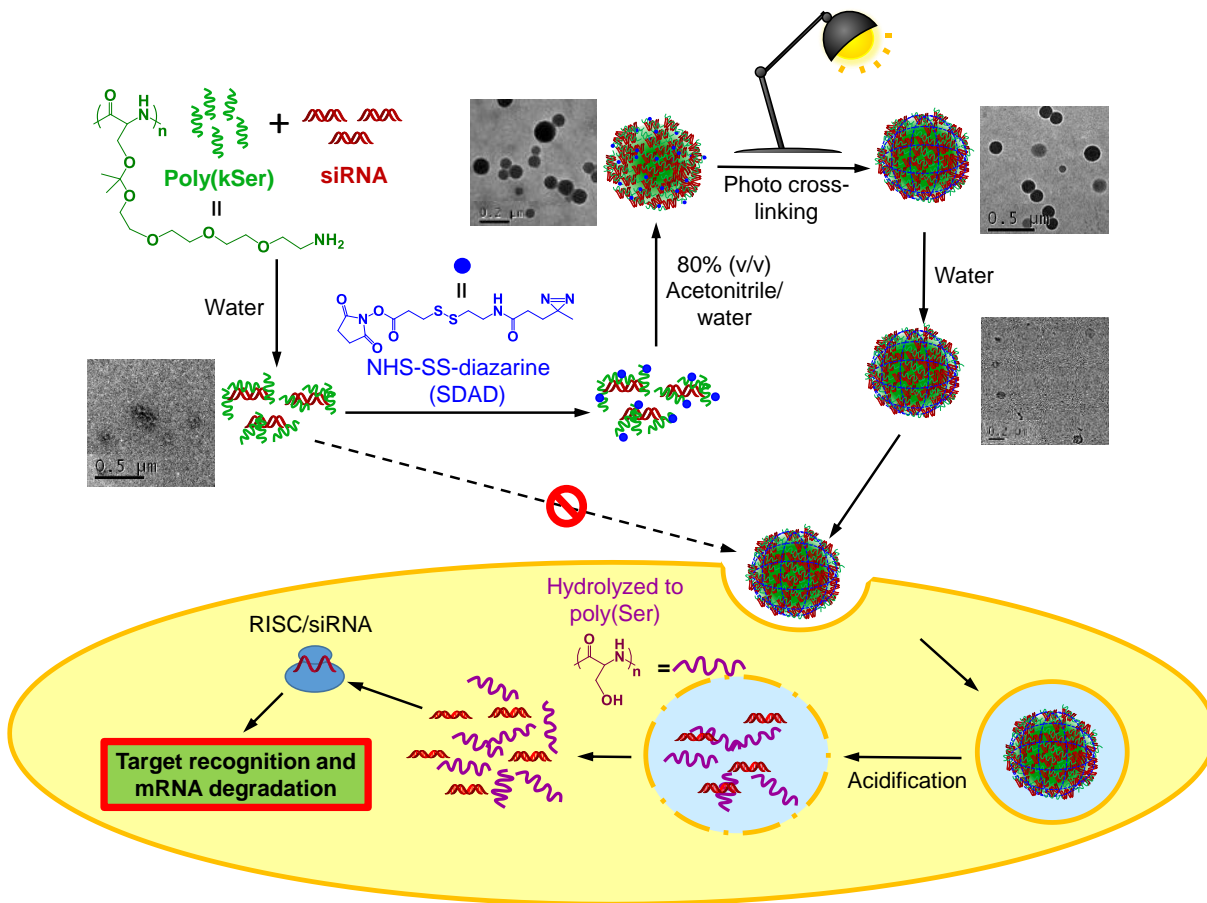 O
H
N
n
O
O
O
O
O
NH2
Poly(kSer)
=
+
siRNA
Water
0.5 μm
=
O
N
O
O
O
S
S
H
N
O
N=N
NHS-SS-diazarine
(SDAD)
0.2 μm
80% (v/v)
Acetonitrile/
water
Photo cross-
linking
0.5 μm
Water
0.2 μm
Hydrolyzed to
poly(Ser)
O
H
N
n
OH
=
RISC/siRNA
Target recognition and
mRNA degradation
Acidification